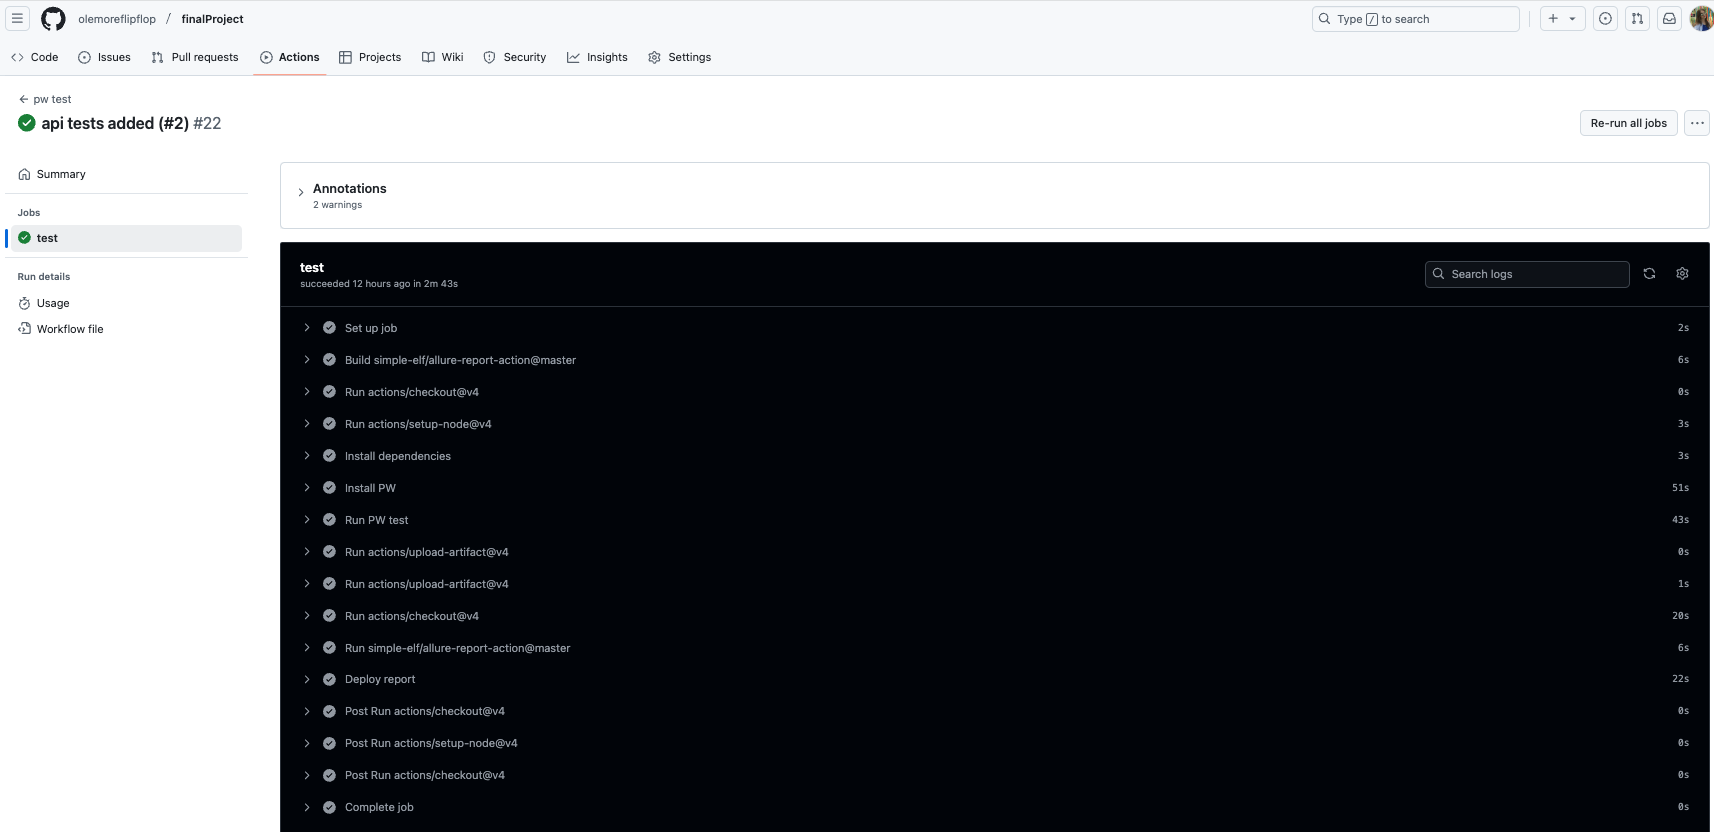 olemoreflipflop / finalProject
Type / to search
Code Issues Pull requests Actions Projects Wiki Security Insights Settings
pw test
api tests added (#2) #22
Re-run all jobs
Summary
Jobs
test
Run details
Usage
Workflow file
Annotations
2 warnings
test
succeeded 12 hours ago in 2m 43s
Search logs
Set up job 2s
Build simple-elf/allure-report-action@master 6s
Run actions/checkout@v4 0s
Run actions/setup-node@v4 3s
Install dependencies 3s
Install PW 51s
Run PW test 43s
Run actions/upload-artifact@v4 0s
Run actions/upload-artifact@v4 1s
Run actions/checkout@v4 20s
Run simple-elf/allure-report-action@master 6s
Deploy report 22s
Post Run actions/checkout@v4 0s
Post Run actions/setup-node@v4 0s
Post Run actions/checkout@v4 0s
Complete job 0s